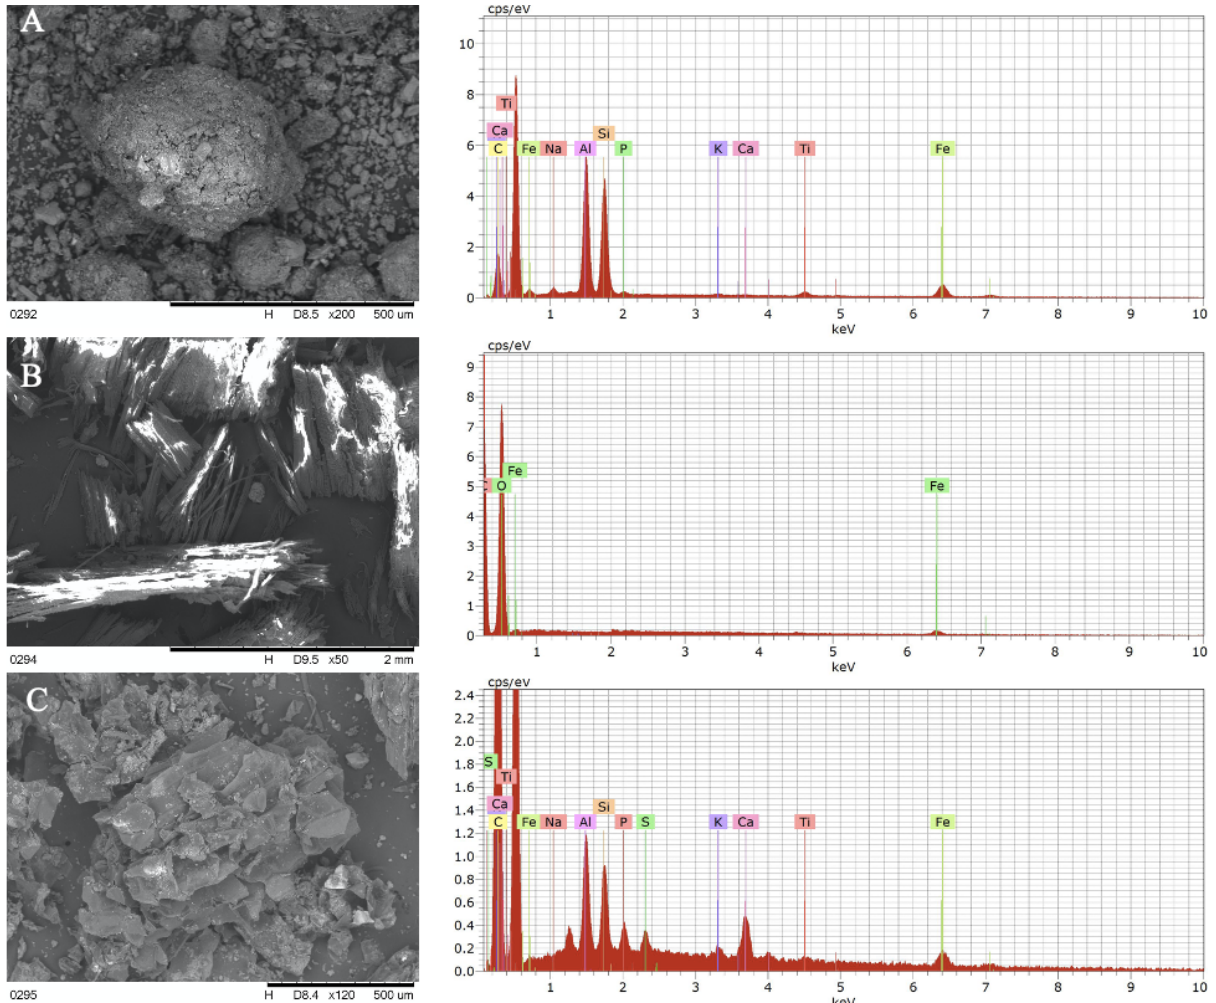 A
0292 H D8.5 x200 500 um
cps/eV
10
8
6
4
2
0
Ti
Ca
C Fe Na Al Si P K Ca Ti Fe
1 2 3 4 5 6 7 8 9 10
keV
B
0294 H D9.5 x50 2 mm
cps/eV
9
8
7
6
5
4
3
2
1
0
Fe
C O Fe
1 2 3 4 5 6 7 8 9 10
keV
C
0295 H D8.4 x120 500 um
cps/eV
2.4
2.2
2.0
1.8
1.6
1.4
1.2
1.0
0.8
0.6
0.4
0.2
0.0
S
Ti
Ca
C Fe Na Al Si P S K Ca Ti Fe
1 2 3 4 5 6 7 8 9 10
keV